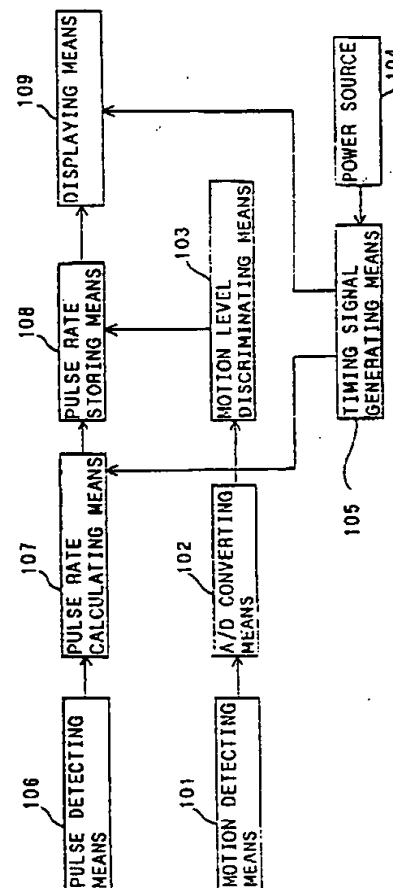 106
PULSE DETECTING
MEANS
107
PULSE RATE
CALCULATING MEANS
108
PULSE RATE
STORING MEANS
109
DISPLAYING MEANS
101
MOTION DETECTING
MEANS
102
A/D CONVERTING
MEANS
103
MOTION LEVEL
DISCRIMINATING MEANS
105
TIMING SIGNAL
GENERATING MEANS
104
POWER SOURCE